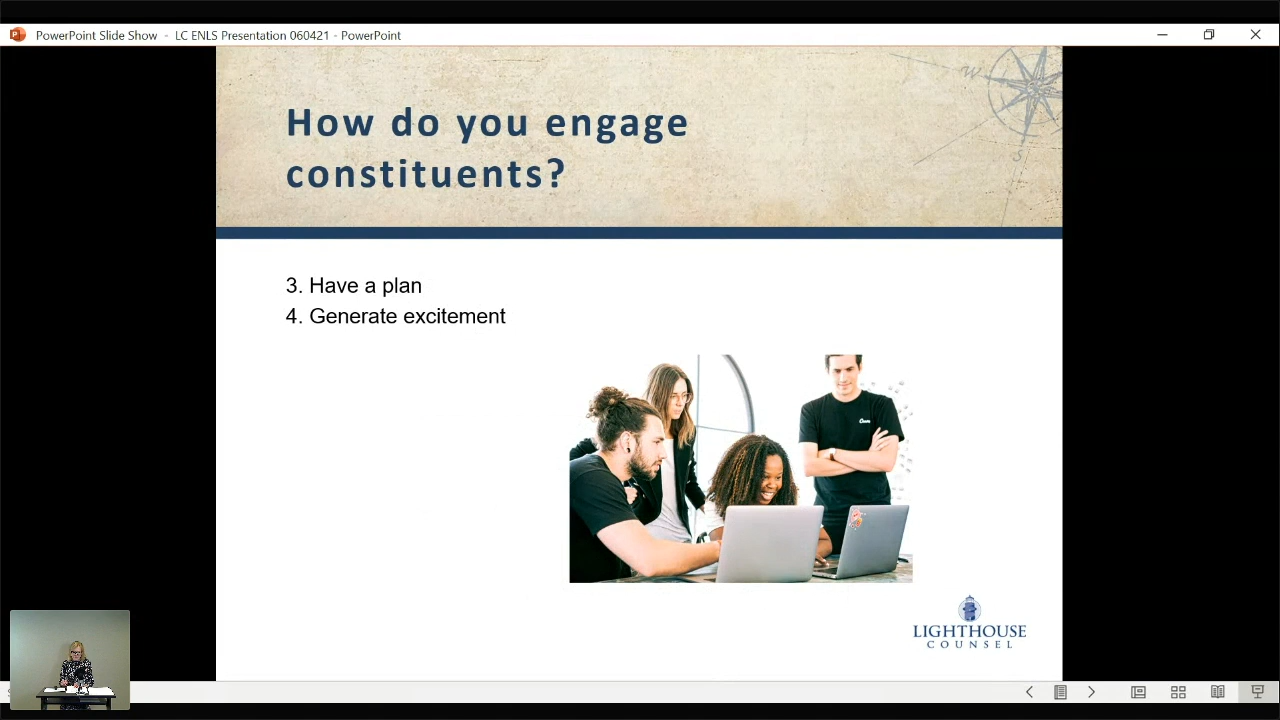 PowerPoint Slide Show - LC ENLS Presentation 060421 - PowerPoint
W
S
How do you engage
constituents?
3. Have a plan
4. Generate excitement
LIGHTHOUSE
COUNSEL